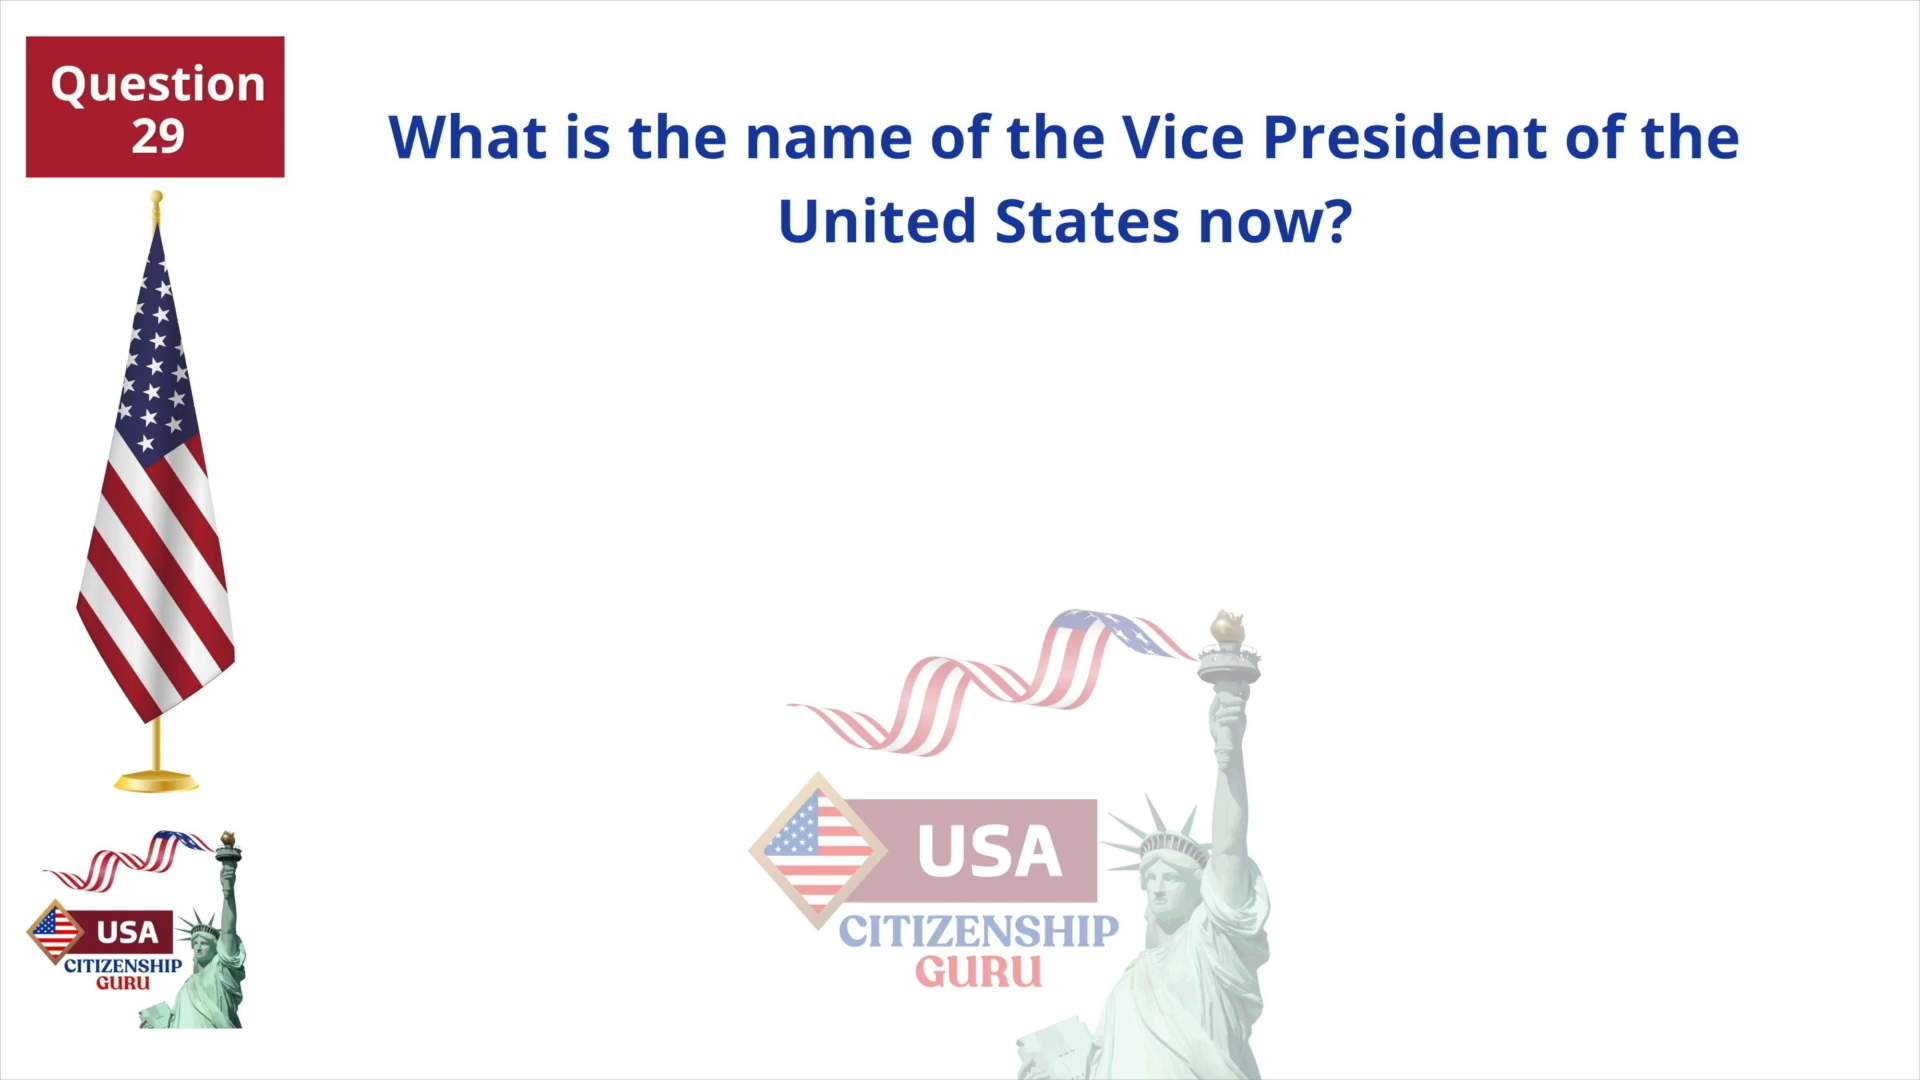 Question
29
What is the name of the Vice President of the
United States now?
USA
CITIZENSHIP
GURU
USA
CITIZENSHIP
GURU